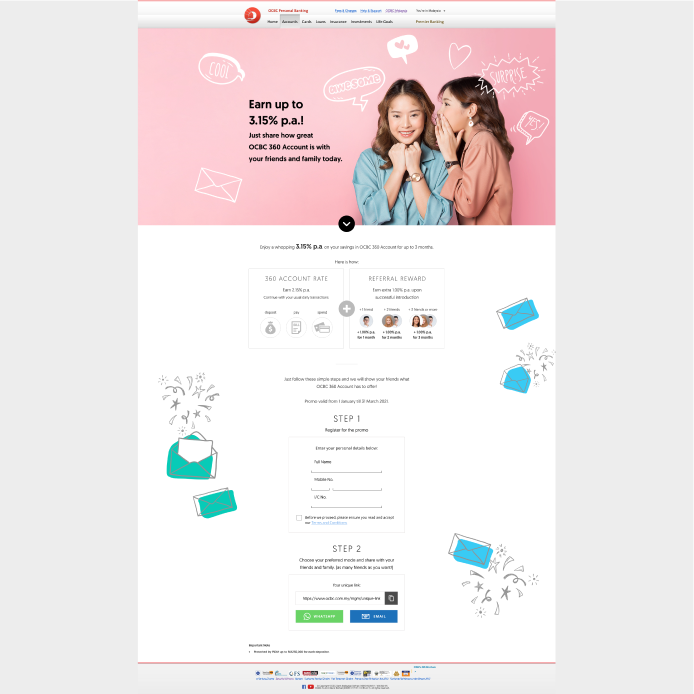 OCBC Personal Banking
Fees & Charges Help & Support OCBC Malaysia You're in Malaysia
Home Accounts Cards Loans Insurance Investments Life Goals Premier Banking
COOL
AWESOME
SURPRISE
YES!
Earn up to
3.15% p.a.!
Just share how great
OCBC 360 Account is with
your friends and family today.
Enjoy a whopping 3.15% p.a. on your savings in OCBC 360 Account for up to 3 months.
Here is how:
360 ACCOUNT RATE
Earn 2.15% p.a.
Continue with your usual daily transactions
deposit pay spend
REFERRAL REWARD
Earn extra 1.00% p.a. upon
successful introduction
1 friend 2 friends 3 friends or more
+ 1.00% p.a. + 1.00% p.a. + 1.00% p.a.
for 1 month for 2 months for 3 months
Just follow these simple steps and we will show your friends what
OCBC 360 Account has to offer!
Promo valid from 1 January till 31 March 2021.
STEP 1
Register for the promo
Enter your personal details below:
Full Name
Mobile No.
I/C No.
Before we proceed, please ensure you read and accept
our Terms and Conditions
STEP 2
Choose your preferred mode and share with your
friends and family. (as many friends as you want!)
Your unique link:
https://www.ocbc.com.my/mgm/unique-link
WHATSAPP EMAIL
Important Note
Protected by PIDM up to RM250,000 for each depositor.